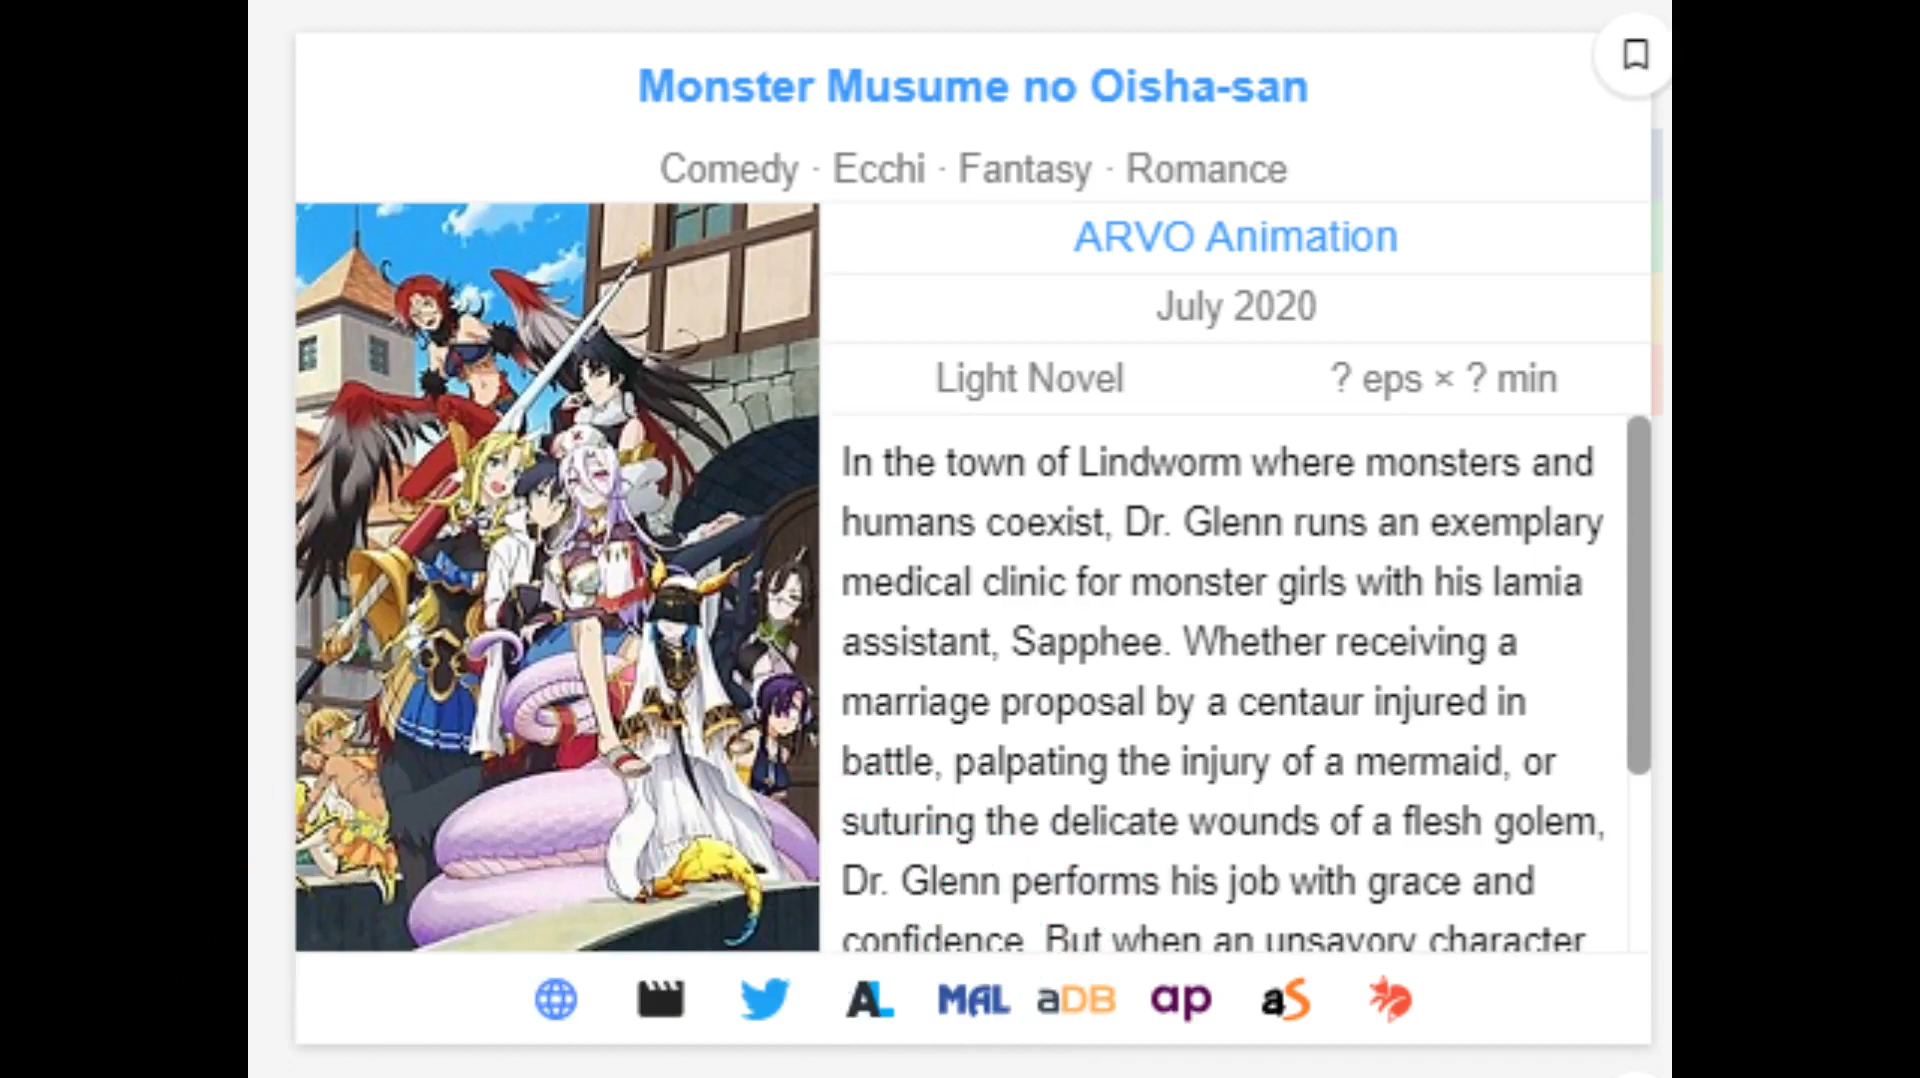 Monster Musume no Oisha-san
Comedy · Ecchi · Fantasy · Romance
ARVO Animation
July 2020
Light Novel ? eps × ? min
In the town of Lindworm where monsters and
humans coexist, Dr. Glenn runs an exemplary
medical clinic for monster girls with his lamia
assistant, Sapphee. Whether receiving a
marriage proposal by a centaur injured in
battle, palpating the injury of a mermaid, or
suturing the delicate wounds of a flesh golem,
Dr. Glenn performs his job with grace and
confidence. But when an unsavory character
AL MAL aDB ap aS